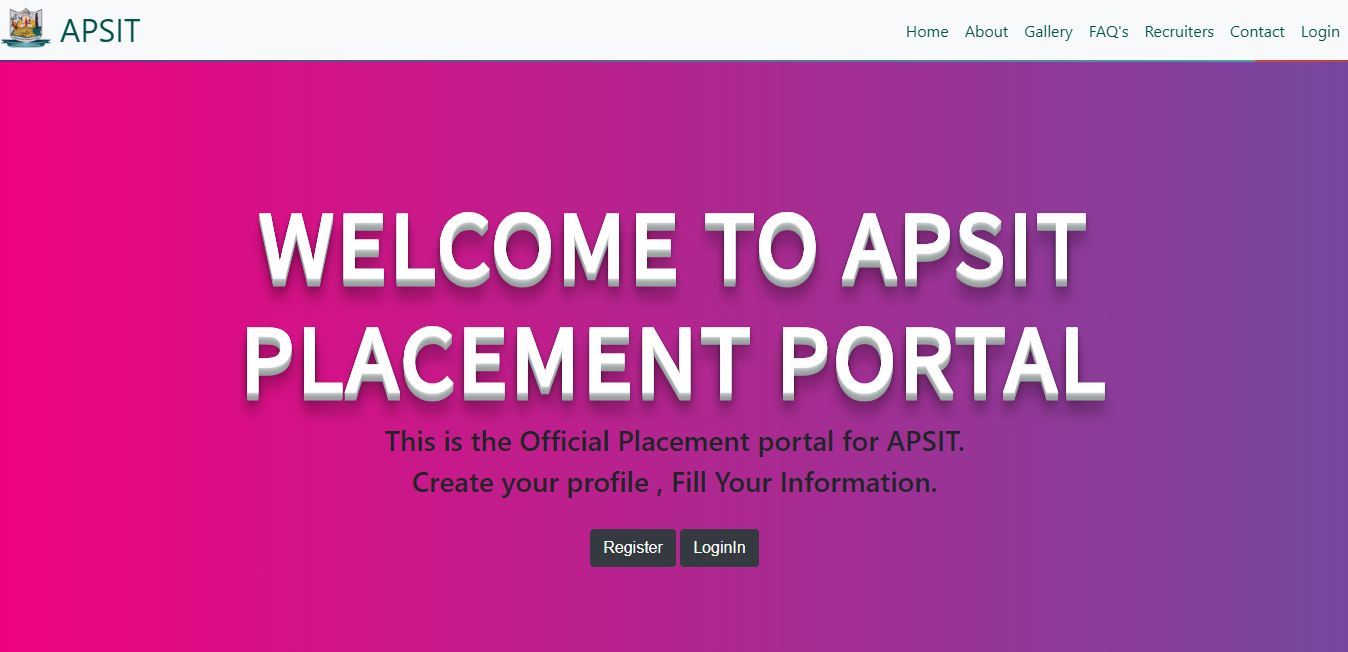 APSIT
Home About Gallery FAQ's Recruiters Contact Login
WELCOME TO APSIT
PLACEMENT PORTAL
This is the Official Placement portal for APSIT.
Create your profile , Fill Your Information.
Register LoginIn